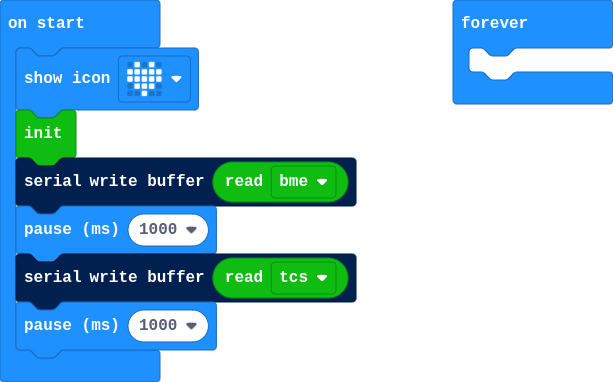 on start
forever
show icon
init
serial write buffer read bme
pause (ms) 1000
serial write buffer read tcs
pause (ms) 1000